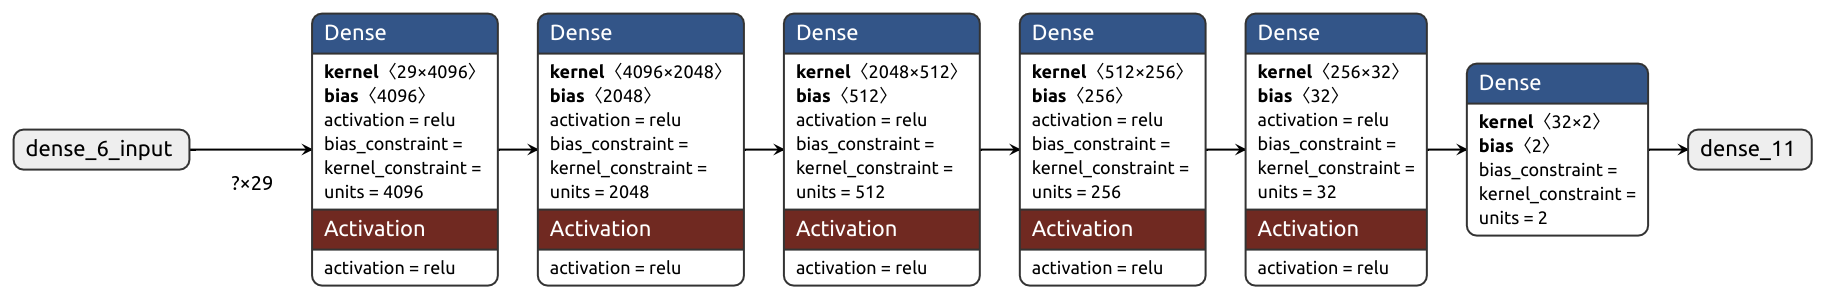 dense_6_input
?×29
Dense
kernel〈29×4096〉
bias〈4096〉
activation = relu
bias_constraint =
kernel_constraint =
units = 4096
Activation
activation = relu
Dense
kernel〈4096×2048〉
bias〈2048〉
activation = relu
bias_constraint =
kernel_constraint =
units = 2048
Activation
activation = relu
Dense
kernel〈2048×512〉
bias〈512〉
activation = relu
bias_constraint =
kernel_constraint =
units = 512
Activation
activation = relu
Dense
kernel〈512×256〉
bias〈256〉
activation = relu
bias_constraint =
kernel_constraint =
units = 256
Activation
activation = relu
Dense
kernel〈256×32〉
bias〈32〉
activation = relu
bias_constraint =
kernel_constraint =
units = 32
Activation
activation = relu
Dense
kernel〈32×2〉
bias〈2〉
bias_constraint =
kernel_constraint =
units = 2
dense_11